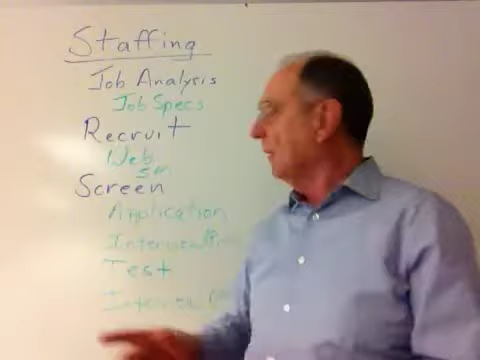 Staffing
Job Analysis
Job Specs
Recruit
Web
Sm
Screen
Application
Test